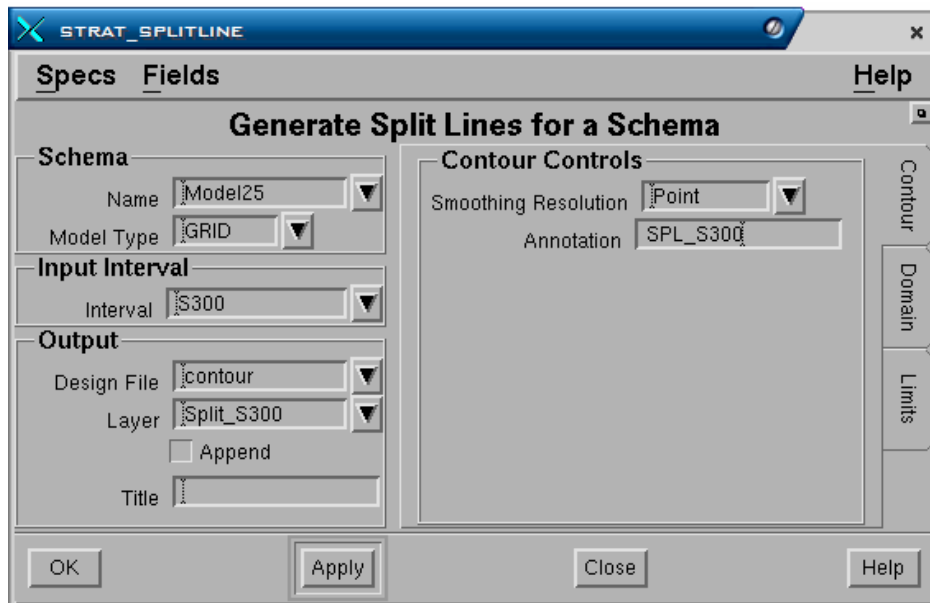 STRAT_SPLITLINE
Specs Fields Help
Generate Split Lines for a Schema
Schema
Name Model25
Model Type GRID
Input Interval
Interval S300
Output
Design File contour
Layer Split_S300
Append
Title
Contour Controls
Smoothing Resolution Point
Annotation SPL_S300
Contour
Domain
Limits
OK Apply Close Help